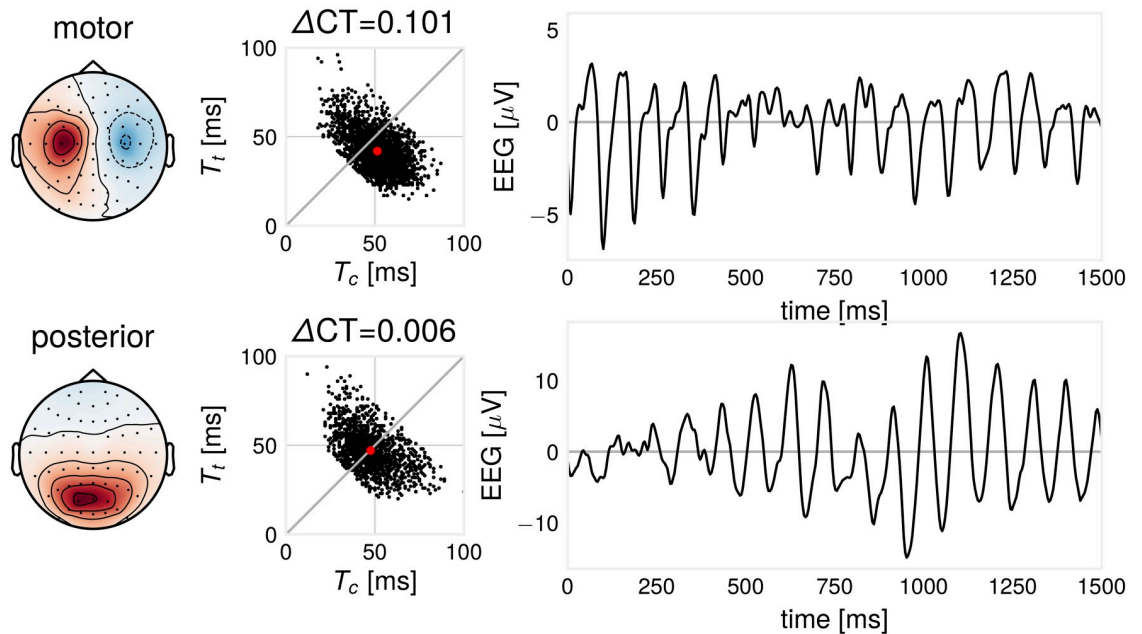 motor
ΔCT=0.101
100
50
0
T_t [ms]
0 50 100
T_c [ms]
5
0
−5
EEG [μV]
0 250 500 750 1000 1250 1500
time [ms]
posterior
ΔCT=0.006
100
50
0
T_t [ms]
0 50 100
T_c [ms]
10
0
−10
EEG [μV]
0 250 500 750 1000 1250 1500
time [ms]